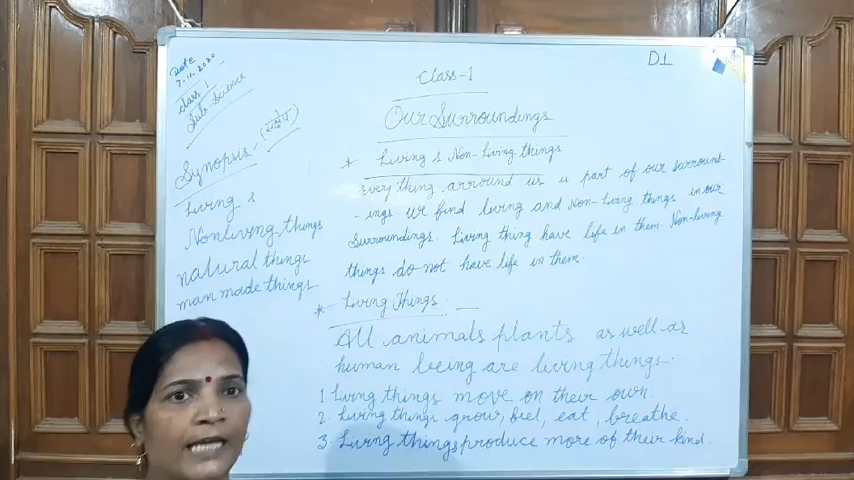 Date
7.11.2020
Class 1
Sub: Science
Synopsis-
Living &
Nonliving things
natural things
man made things
D1
Class-1
Our Surroundings
* Living & Non-Living things
Every thing arround us is part of our surround-
-ings we find living and Non-Living things in our
Surroundings. Living thing have life in them. Non-living
things do not have life in them.
* Living Things.
All animals plants as well as
human being are living things.
1 Living things move on their own.
2. Living things grow, feel, eat, breathe.
3. Living things produce more of their kind.